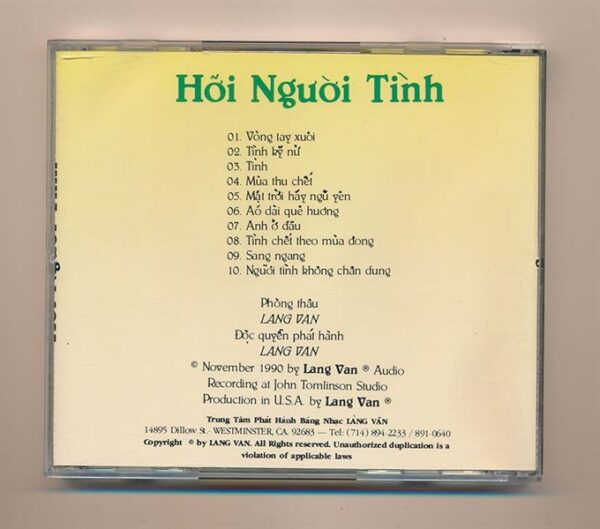 Hỡi Người Tình
01. Vòng tay xuôi
02. Tình kỹ nữ
03. Tình
04. Mùa thu chết
05. Mặt trời hãy ngủ yên
06. Aó dài quê hương
07. Anh ở đâu
08. Tình chết theo mùa đong
09. Sang ngang
10. Người tình không chân dung
Phòng thâu
LANG VAN
Độc quyền phát hành
LANG VAN
© November 1990 by Lang Van ® Audio
Recording at John Tomlinson Studio
Production in U.S.A. by Lang Van ®
Trung Tâm Phát Hành Băng Nhạc LÀNG VĂN
14895 Dillow St. · WESTMINSTER, CA. 92683 — Tel: (714) 894-2233 / 891-0640
Copyright © by LANG VAN. All Rights reserved. Unauthorized duplication is a
violation of applicable laws